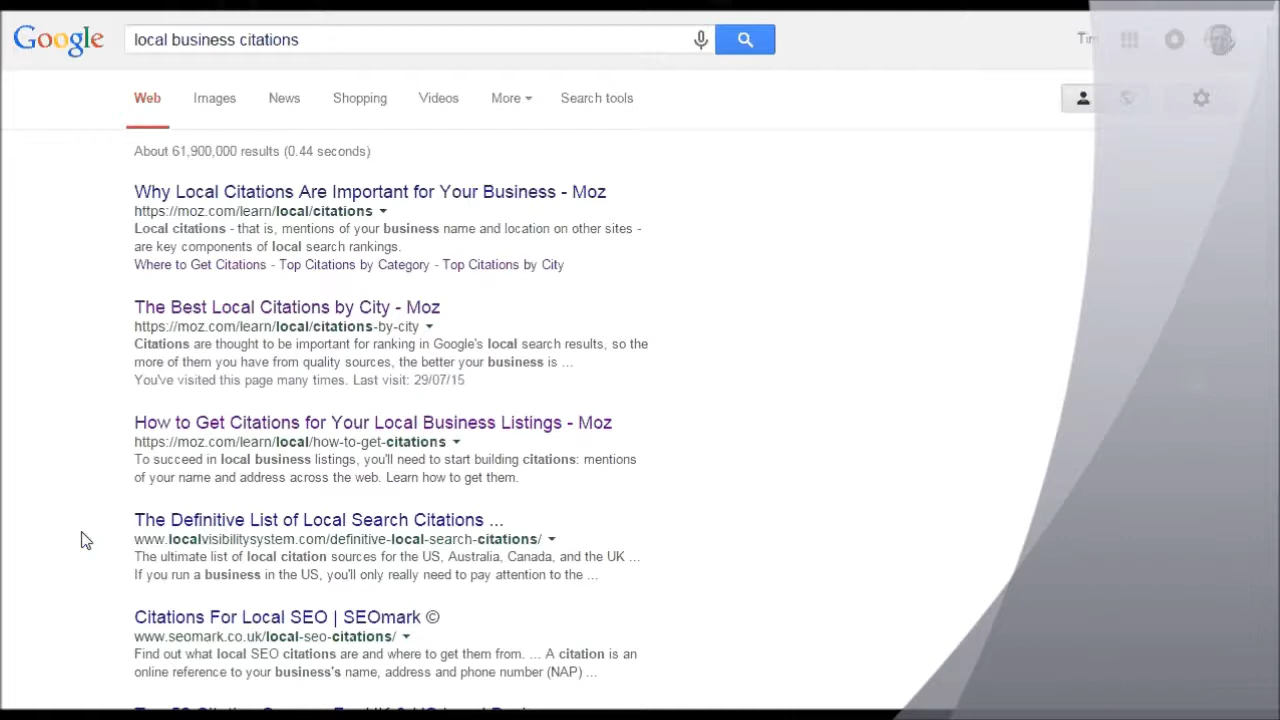 Google
local business citations
Tim
Web Images News Shopping Videos More Search tools
About 61,900,000 results (0.44 seconds)
Why Local Citations Are Important for Your Business - Moz
https://moz.com/learn/local/citations
Local citations - that is, mentions of your business name and location on other sites -
are key components of local search rankings.
Where to Get Citations - Top Citations by Category - Top Citations by City
The Best Local Citations by City - Moz
https://moz.com/learn/local/citations-by-city
Citations are thought to be important for ranking in Google's local search results, so the
more of them you have from quality sources, the better your business is ...
You've visited this page many times. Last visit: 29/07/15
How to Get Citations for Your Local Business Listings - Moz
https://moz.com/learn/local/how-to-get-citations
To succeed in local business listings, you'll need to start building citations: mentions
of your name and address across the web. Learn how to get them.
The Definitive List of Local Search Citations ...
www.localvisibilitysystem.com/definitive-local-search-citations/
The ultimate list of local citation sources for the US, Australia, Canada, and the UK ...
If you run a business in the US, you'll only really need to pay attention to the ...
Citations For Local SEO | SEOmark ©
www.seomark.co.uk/local-seo-citations/
Find out what local SEO citations are and where to get them from. ... A citation is an
online reference to your business's name, address and phone number (NAP) ...